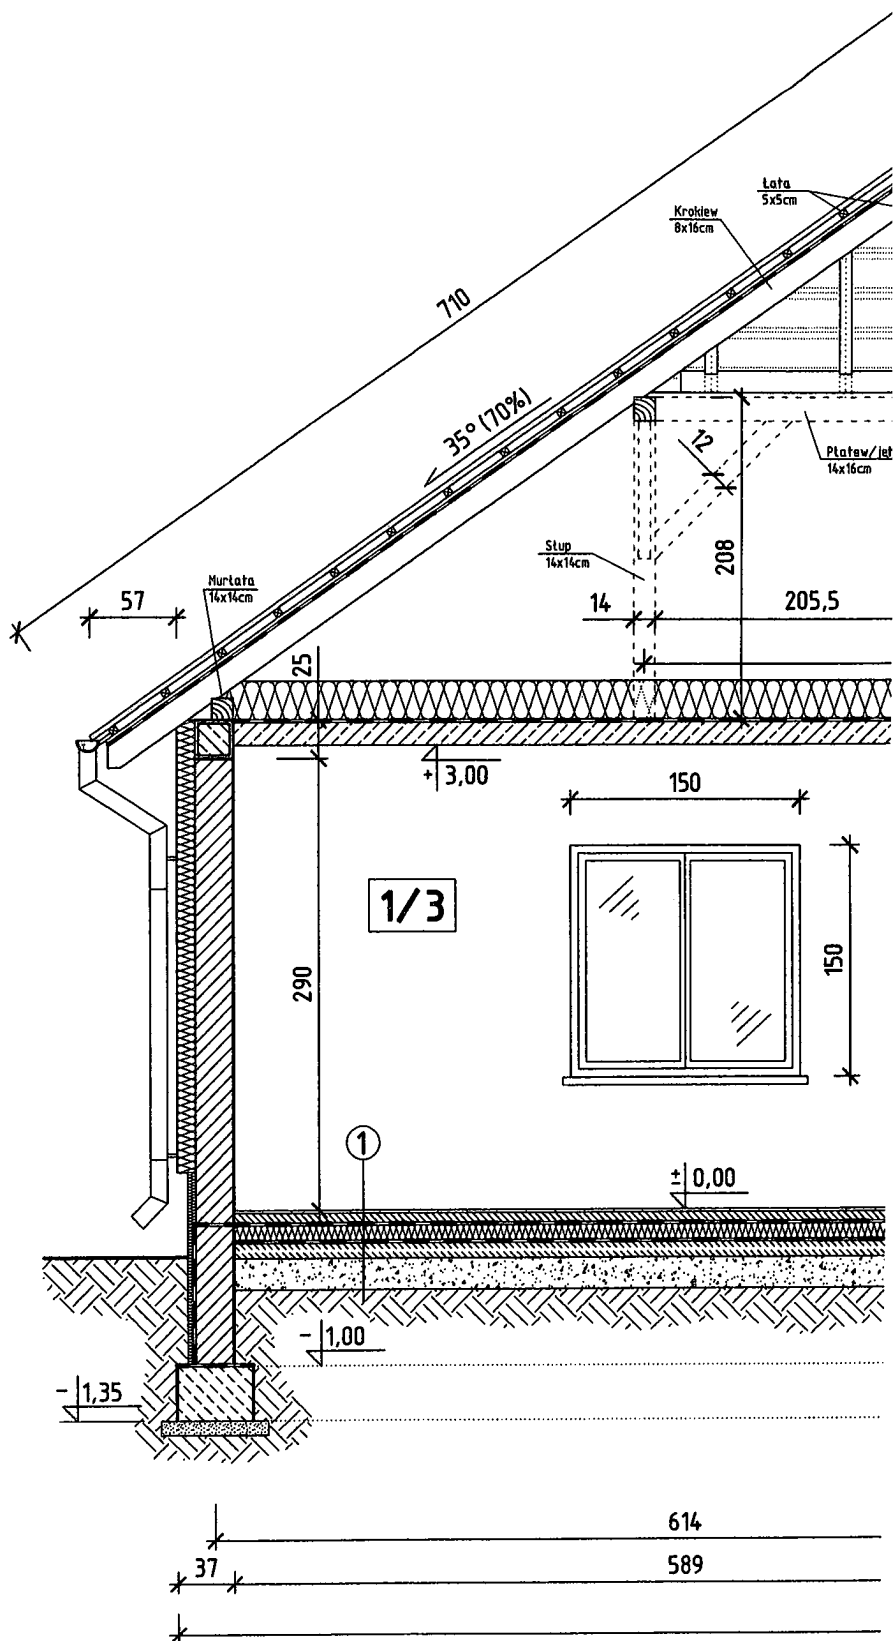 Łata
5x5cm
Krokiew
8x16cm
710
35° (70%)
12
Płatew/jęt
14x16cm
Słup
14x14cm
208
Murłata
14x14cm
57
14
205,5
25
+ 3,00
150
1/3
290
150
1
± 0,00
- 1,00
- 1,35
614
37
589